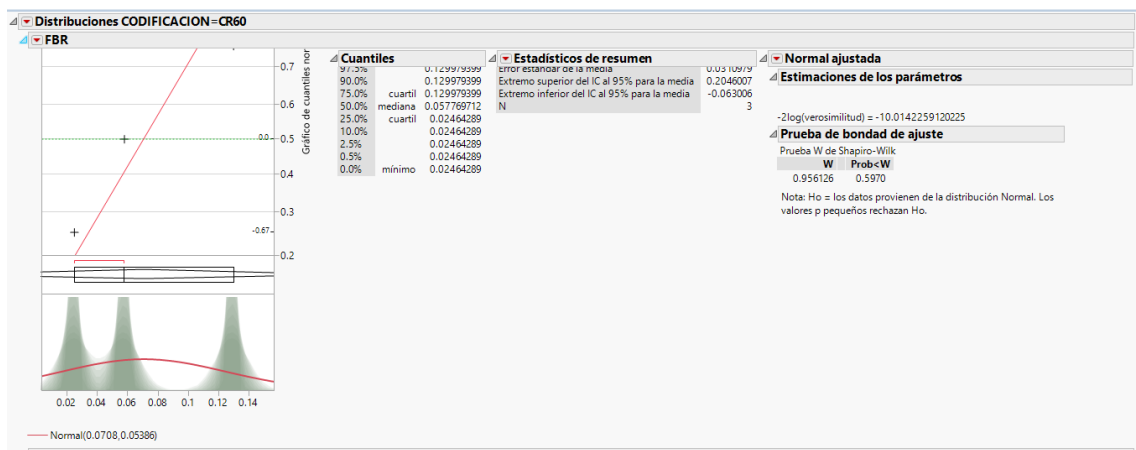 Distribuciones CODIFICACION=CR60
FBR
0.7
0.6
0.0 0.5
0.4
0.3
-0.67
0.2
Gráfico de cuantiles nor
0.02 0.04 0.06 0.08 0.1 0.12 0.14
Normal(0.0708,0.05386)
Cuantiles
97.5% 0.129979399
90.0% 0.129979399
75.0% cuartil 0.129979399
50.0% mediana 0.057769712
25.0% cuartil 0.02464289
10.0% 0.02464289
2.5% 0.02464289
0.5% 0.02464289
0.0% mínimo 0.02464289
Estadísticos de resumen
Error estándar de la media 0.0310979
Extremo superior del IC al 95% para la media 0.2046007
Extremo inferior del IC al 95% para la media -0.063006
N 3
Normal ajustada
Estimaciones de los parámetros
-2log(verosimilitud) = -10.0142259120225
Prueba de bondad de ajuste
Prueba W de Shapiro-Wilk
W Prob<W
0.956126 0.5970
Nota: Ho = los datos provienen de la distribución Normal. Los
valores p pequeños rechazan Ho.